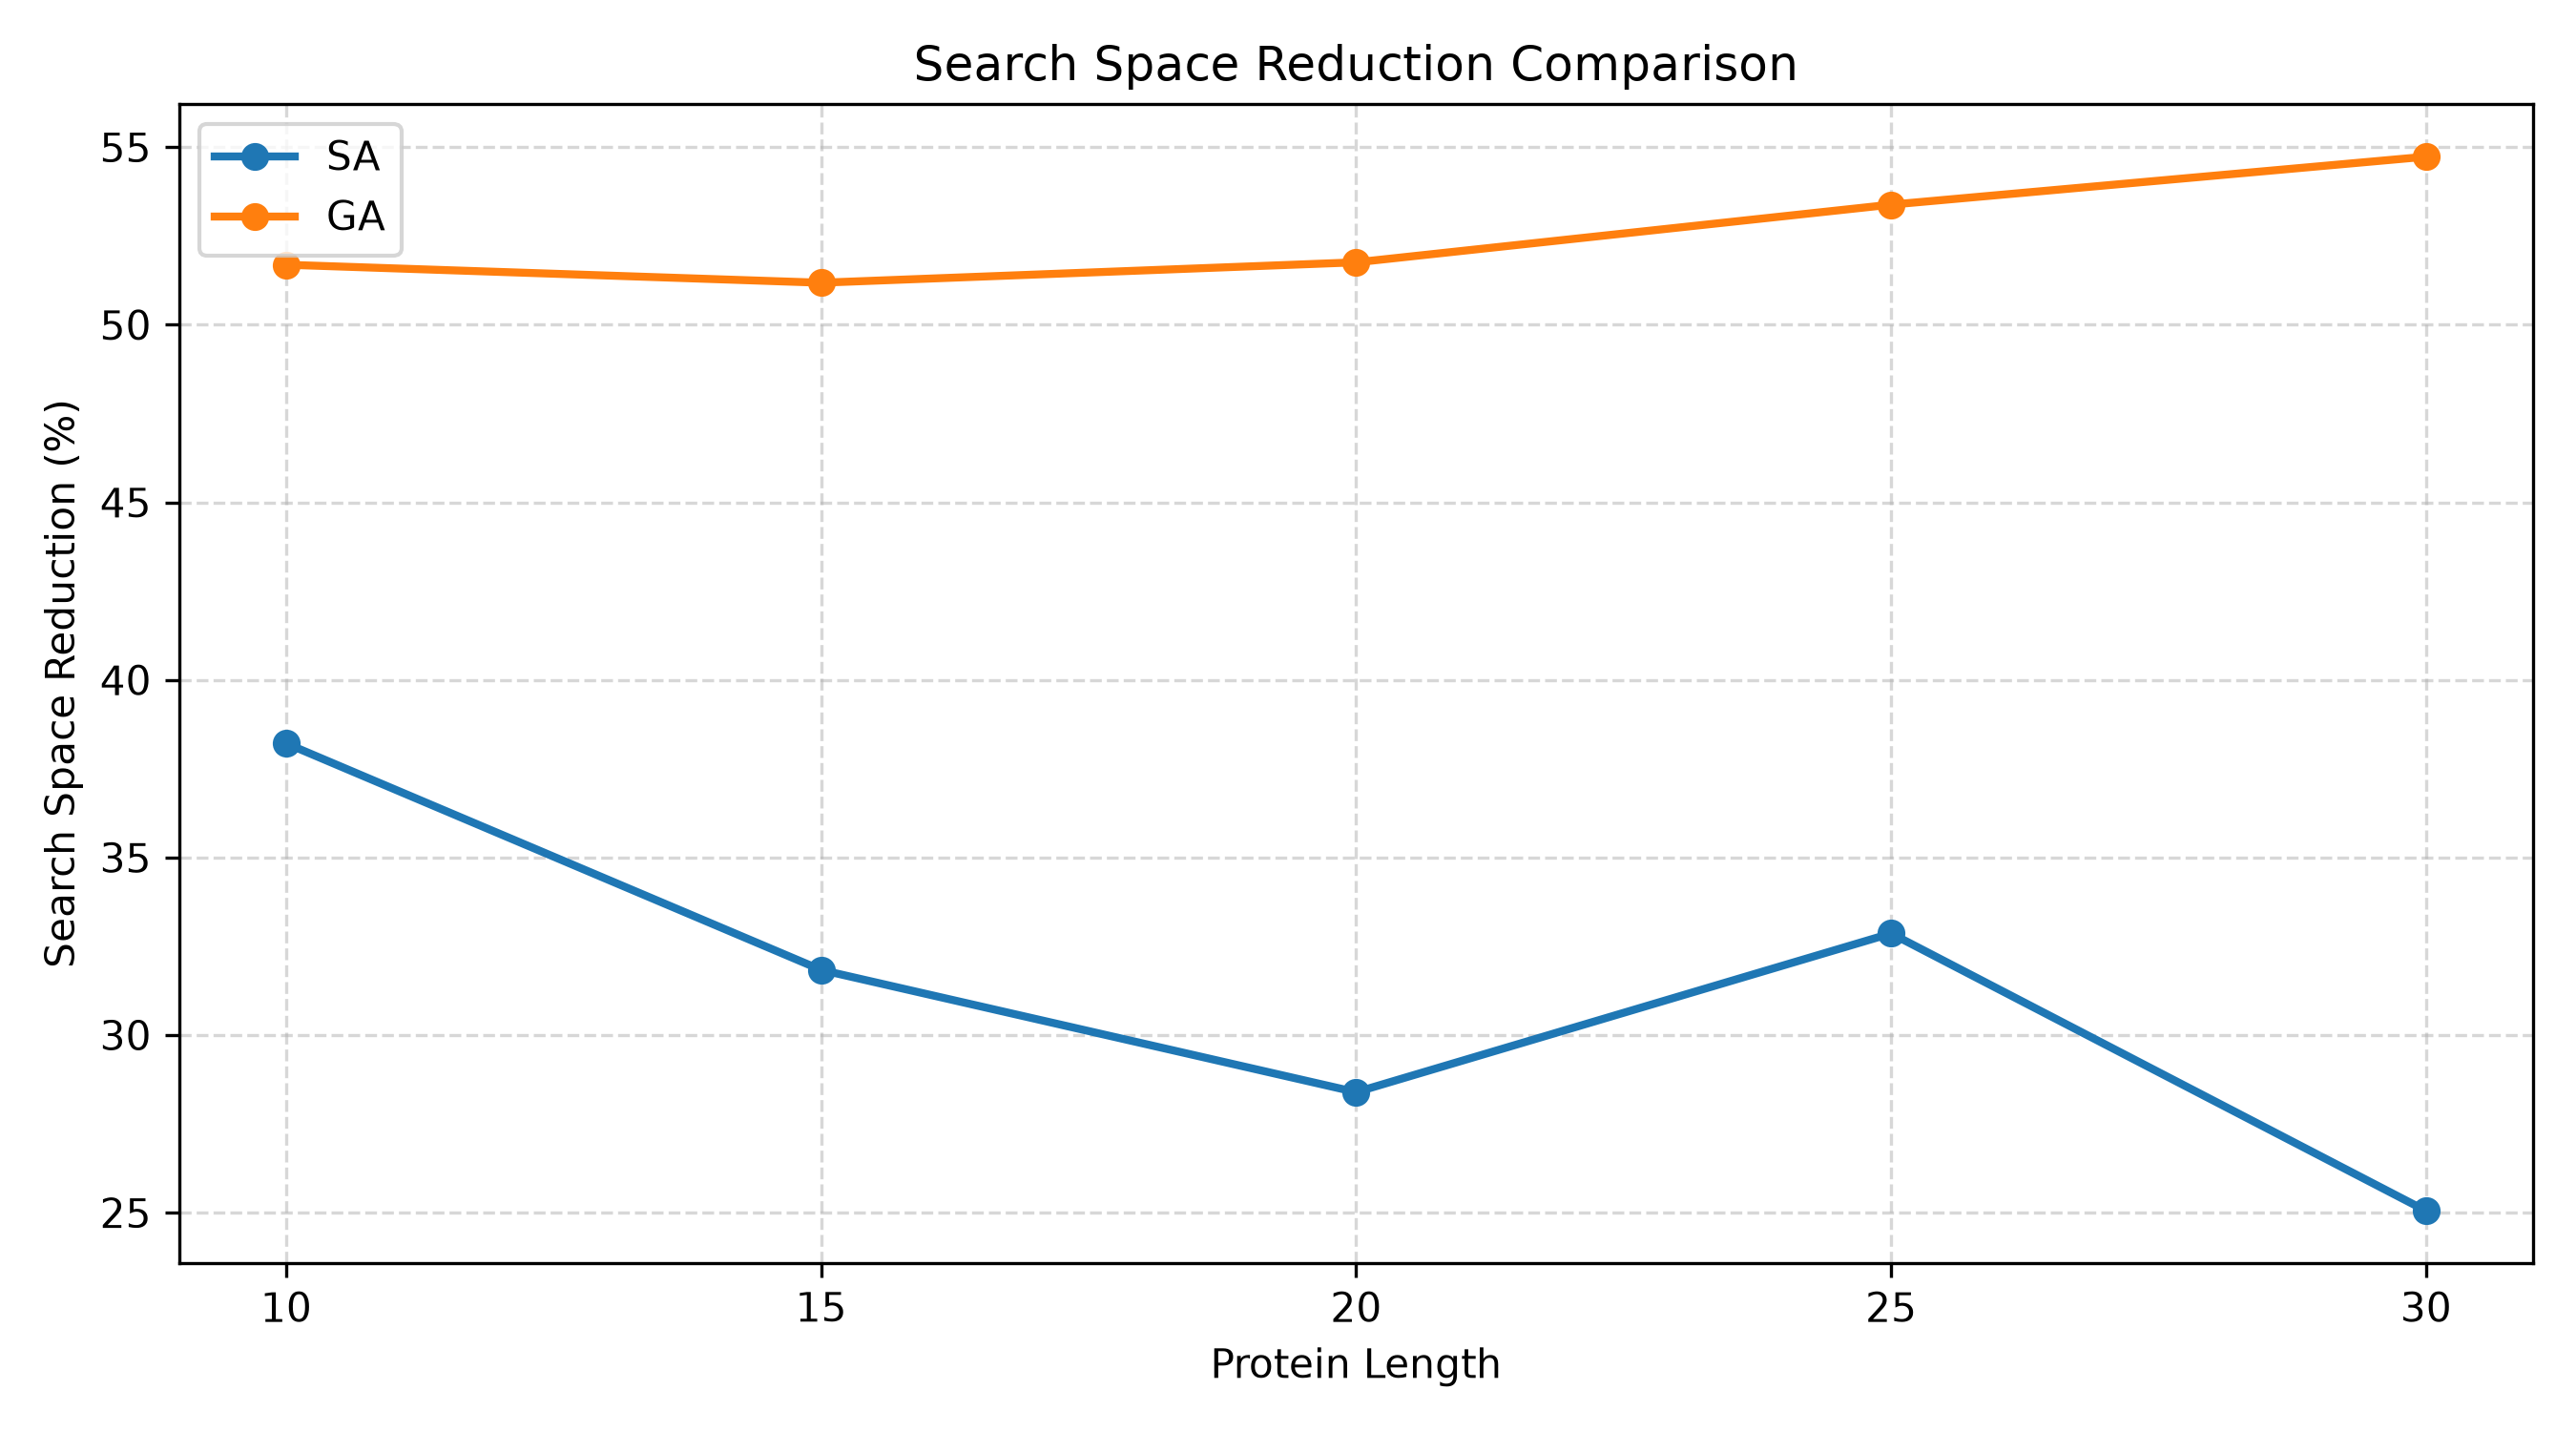 Search Space Reduction Comparison
SA
GA
Search Space Reduction (%)
55
50
45
40
35
30
25
10 15 20 25 30
Protein Length